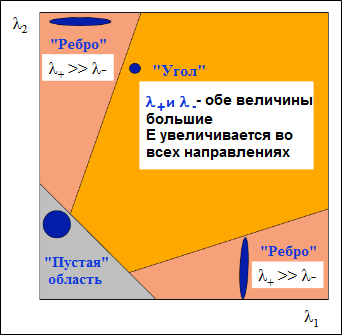 λ2
"Ребро"
λ+ >> λ-
"Угол"
λ+и λ-- обе величины
большие
Е увеличивается во
всех направлениях
"Пустая"
область
"Ребро"
λ+ >> λ-
λ1